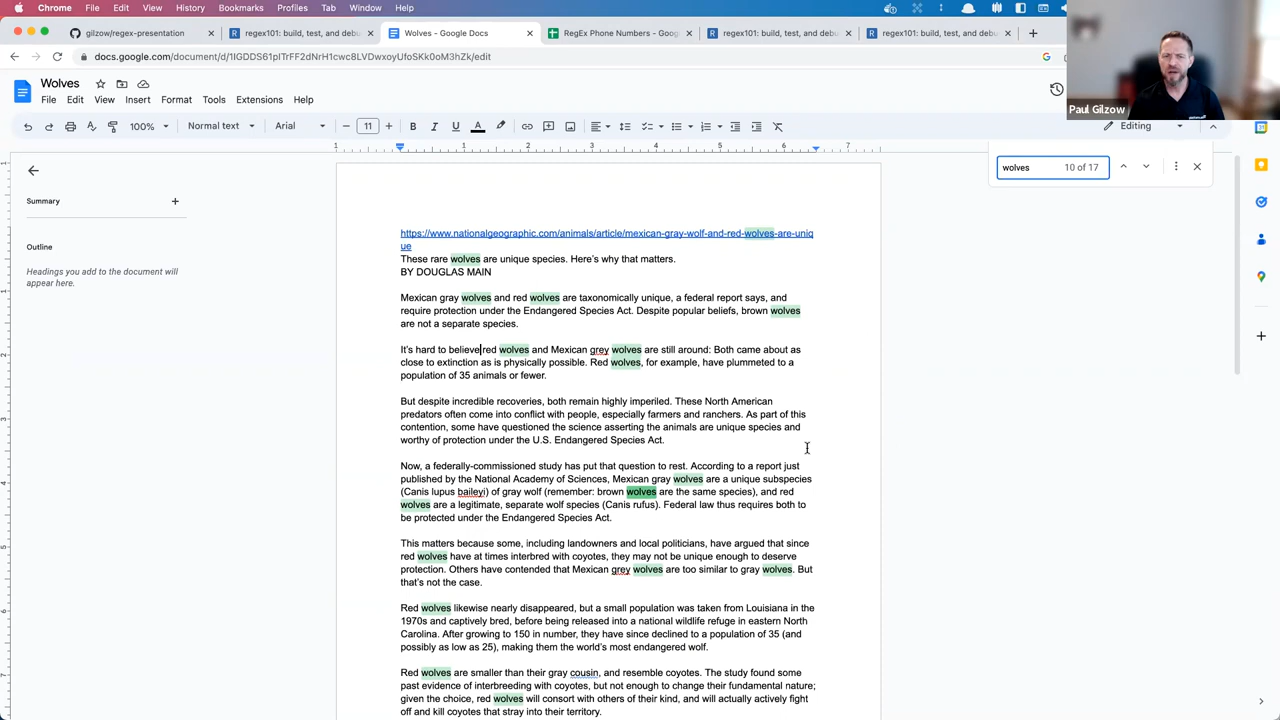 Chrome File Edit View History Bookmarks Profiles Tab Window Help
gilzow/regex-presentation
regex101: build, test, and debu
Wolves - Google Docs
RegEx Phone Numbers - Google
regex101: build, test, and debu
regex101: build, test, and debu
docs.google.com/document/d/
Wolves
File Edit View Insert Format Tools Extensions Help
100% Normal text Arial 11 B I U A Editing
Paul Gilzow
1 1 2 3 4 5 6 7
wolves 10 of 17
Summary
Outline
Headings you add to the document will
appear here.
https://www.nationalgeographic.com/animals/article/mexican-gray-wolf-and-red-wolves-are-uniq
ue
These rare wolves are unique species. Here's why that matters.
BY DOUGLAS MAIN
Mexican gray wolves and red wolves are taxonomically unique, a federal report says, and
require protection under the Endangered Species Act. Despite popular beliefs, brown wolves
are not a separate species.
It's hard to believe red wolves and Mexican grey wolves are still around: Both came about as
close to extinction as is physically possible. Red wolves, for example, have plummeted to a
population of 35 animals or fewer.
But despite incredible recoveries, both remain highly imperiled. These North American
predators often come into conflict with people, especially farmers and ranchers. As part of this
contention, some have questioned the science asserting the animals are unique species and
worthy of protection under the U.S. Endangered Species Act.
Now, a federally-commissioned study has put that question to rest. According to a report just
published by the National Academy of Sciences, Mexican gray wolves are a unique subspecies
(Canis lupus baileyi) of gray wolf (remember: brown wolves are the same species), and red
wolves are a legitimate, separate wolf species (Canis rufus). Federal law thus requires both to
be protected under the Endangered Species Act.
This matters because some, including landowners and local politicians, have argued that since
red wolves have at times interbred with coyotes, they may not be unique enough to deserve
protection. Others have contended that Mexican grey wolves are too similar to gray wolves. But
that's not the case.
Red wolves likewise nearly disappeared, but a small population was taken from Louisiana in the
1970s and captively bred, before being released into a national wildlife refuge in eastern North
Carolina. After growing to 150 in number, they have since declined to a population of 35 (and
possibly as low as 25), making them the world's most endangered wolf.
Red wolves are smaller than their gray cousin, and resemble coyotes. The study found some
past evidence of interbreeding with coyotes, but not enough to change their fundamental nature;
given the choice, red wolves will consort with others of their kind, and will actually actively fight
off and kill coyotes that stray into their territory.